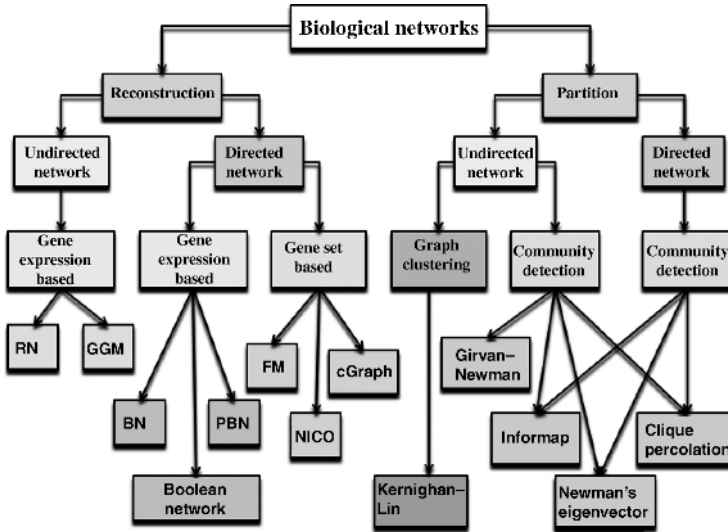 Biological networks
Reconstruction
Partition
Undirected
network
Directed
network
Undirected
network
Directed
network
Gene
expression
based
Gene
expression
based
Gene set
based
Graph
clustering
Community
detection
Community
detection
RN
GGM
FM
cGraph
Girvan–
Newman
BN
PBN
NICO
Informap
Clique
percolation
Boolean
network
Kernighan–
Lin
Newman's
eigenvector